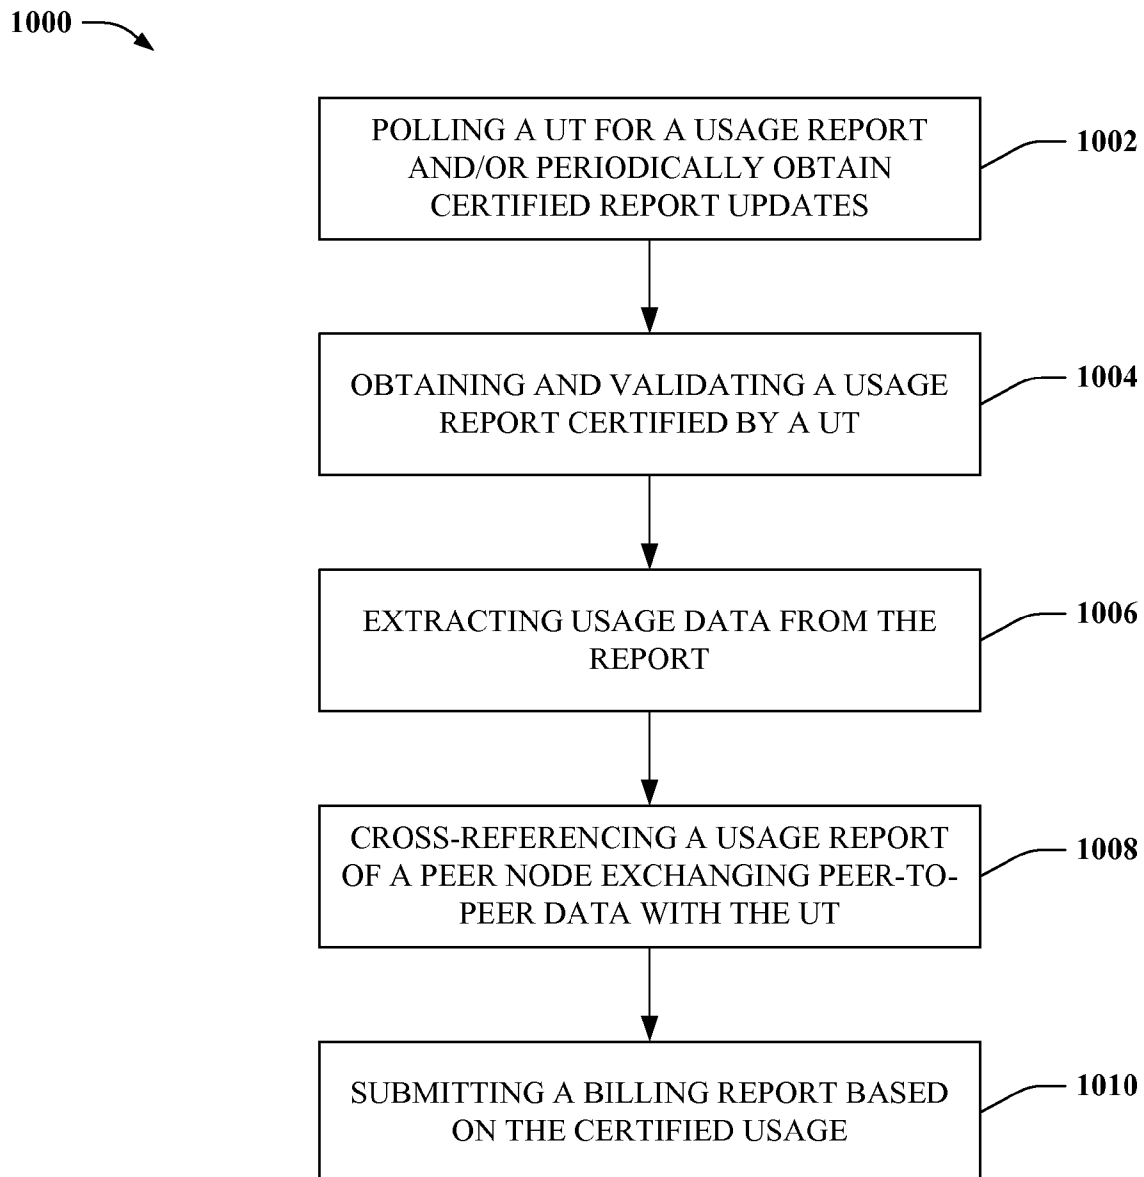 1000
POLLING A UT FOR A USAGE REPORT
AND/OR PERIODICALLY OBTAIN
CERTIFIED REPORT UPDATES
1002
OBTAINING AND VALIDATING A USAGE
REPORT CERTIFIED BY A UT
1004
EXTRACTING USAGE DATA FROM THE
REPORT
1006
CROSS-REFERENCING A USAGE REPORT
OF A PEER NODE EXCHANGING PEER-TO-
PEER DATA WITH THE UT
1008
SUBMITTING A BILLING REPORT BASED
ON THE CERTIFIED USAGE
1010